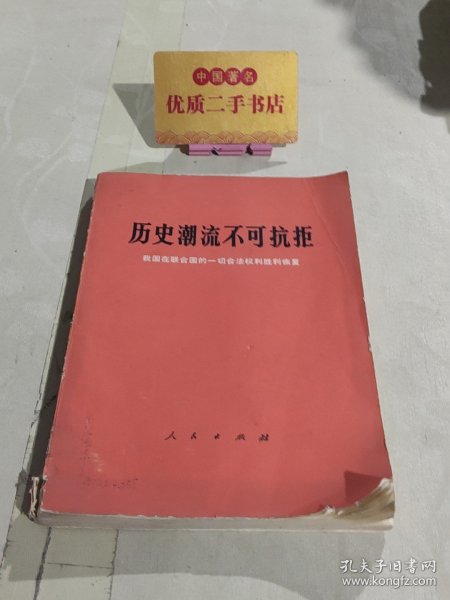 中国著名
优质二手书店
历史潮流不可抗拒
我国在联合国的一切合法权利胜利恢复
人民出版社
孔夫子旧书网
www.kongfz.com